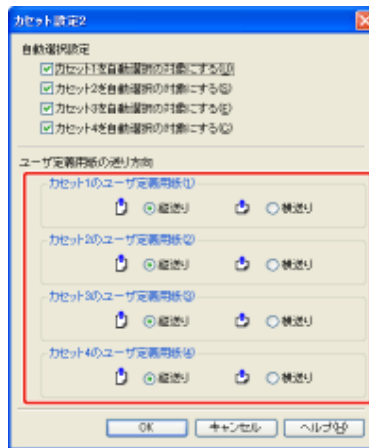 カセット設定2
自動選択設定
カセット1を自動選択の対象にする(U)
カセット2を自動選択の対象にする(S)
カセット3を自動選択の対象にする(E)
カセット4を自動選択の対象にする(C)
ユーザ定義用紙の送り方向
カセット1のユーザ定義用紙(1)
縦送り 横送り
カセット2のユーザ定義用紙(2)
縦送り 横送り
カセット3のユーザ定義用紙(3)
縦送り 横送り
カセット4のユーザ定義用紙(4)
縦送り 横送り
OK キャンセル ヘルプ(H)